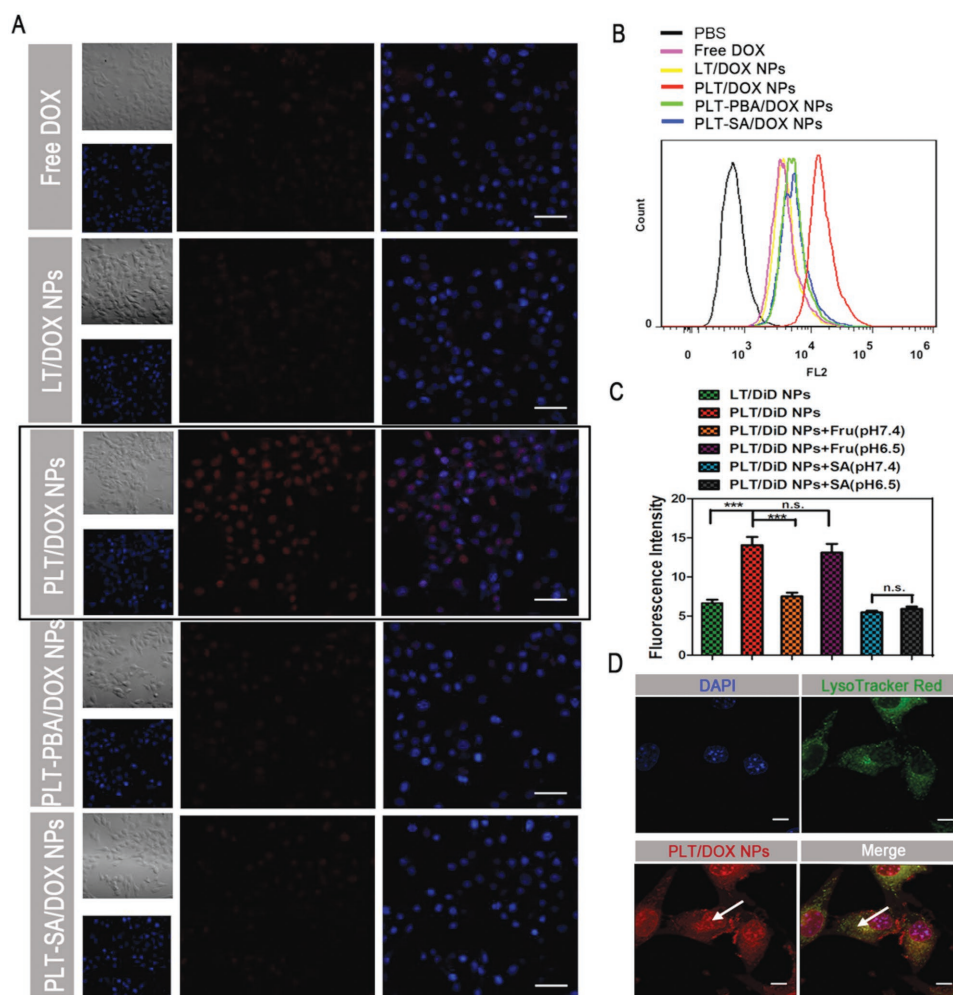 A
Free DOX
LT/DOX NPs
PLT/DOX NPs
PLT-PBA/DOX NPs
PLT-SA/DOX NPs
B
PBS
Free DOX
LT/DOX NPs
PLT/DOX NPs
PLT-PBA/DOX NPs
PLT-SA/DOX NPs
Count
0
0 10³ 10⁴ 10⁵ 10⁶
FL2
C
LT/DiD NPs
PLT/DiD NPs
PLT/DiD NPs+Fru(pH7.4)
PLT/DiD NPs+Fru(pH6.5)
PLT/DiD NPs+SA(pH7.4)
PLT/DiD NPs+SA(pH6.5)
Fluorescence Intensity
20
15
10
5
0
*** n.s.
***
n.s.
D
DAPI LysoTracker Red
PLT/DOX NPs Merge